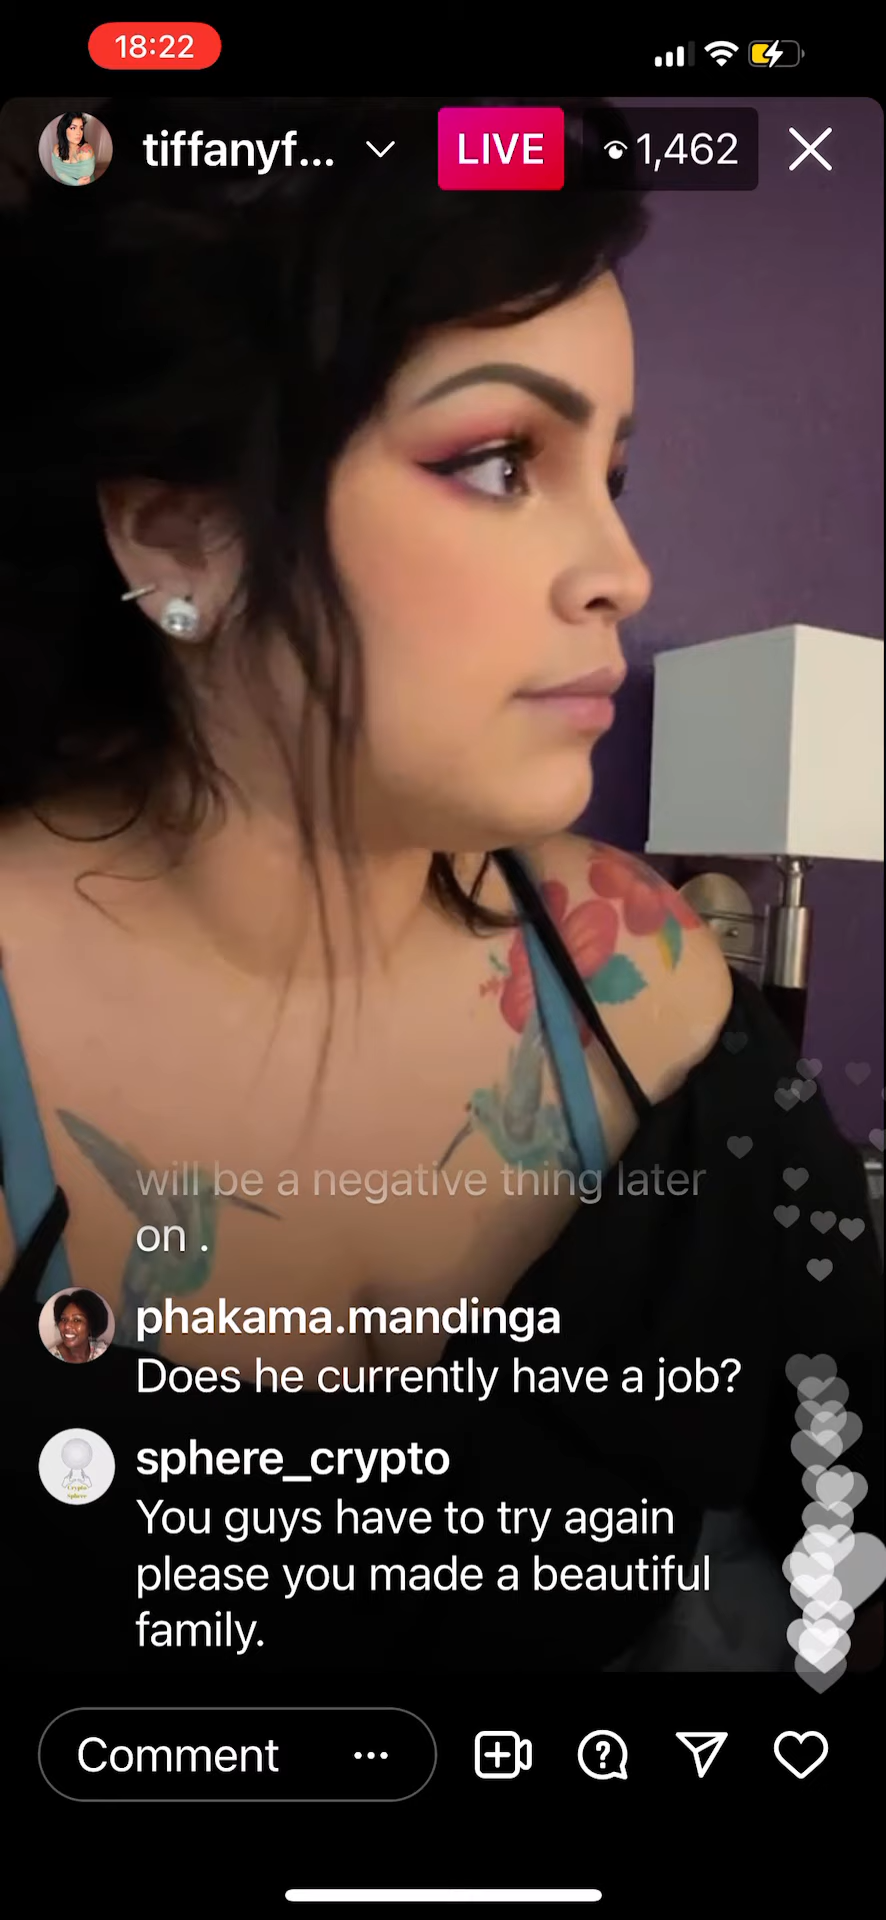 18:22
tiffanyf...
LIVE
1,462
will be a negative thing later
on .
phakama.mandinga
Does he currently have a job?
sphere_crypto
You guys have to try again
please you made a beautiful
family.
Comment